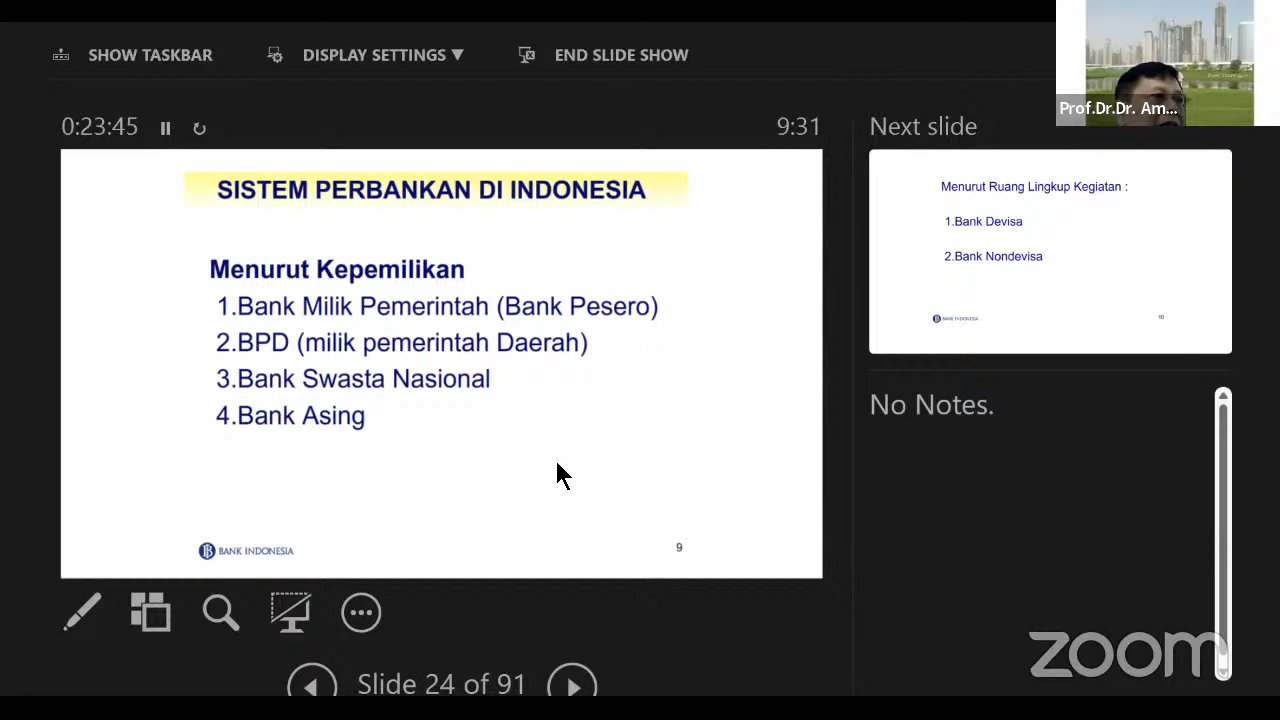 SHOW TASKBAR
DISPLAY SETTINGS ▼
END SLIDE SHOW
Prof.Dr.Dr. Am...
0:23:45
9:31
Next slide
SISTEM PERBANKAN DI INDONESIA
Menurut Kepemilikan
1.Bank Milik Pemerintah (Bank Pesero)
2.BPD (milik pemerintah Daerah)
3.Bank Swasta Nasional
4.Bank Asing
BANK INDONESIA
9
Menurut Ruang Lingkup Kegiatan :
1.Bank Devisa
2.Bank Nondevisa
BANK INDONESIA
10
No Notes.
Slide 24 of 91
zoom